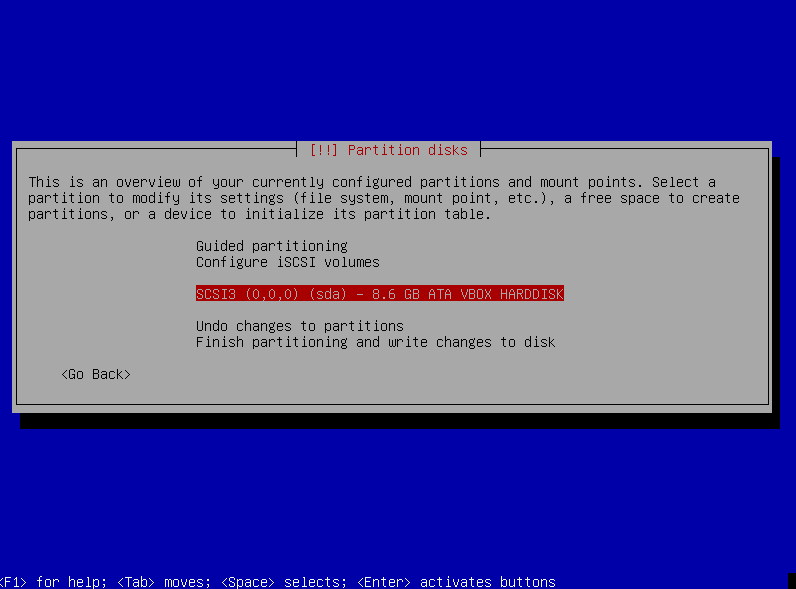 [!!] Partition disks
This is an overview of your currently configured partitions and mount points. Select a
partition to modify its settings (file system, mount point, etc.), a free space to create
partitions, or a device to initialize its partition table.
Guided partitioning
Configure iSCSI volumes
SCSI3 (0,0,0) (sda) - 8.6 GB ATA VBOX HARDDISK
Undo changes to partitions
Finish partitioning and write changes to disk
<Go Back>
<F1> for help; <Tab> moves; <Space> selects; <Enter> activates buttons